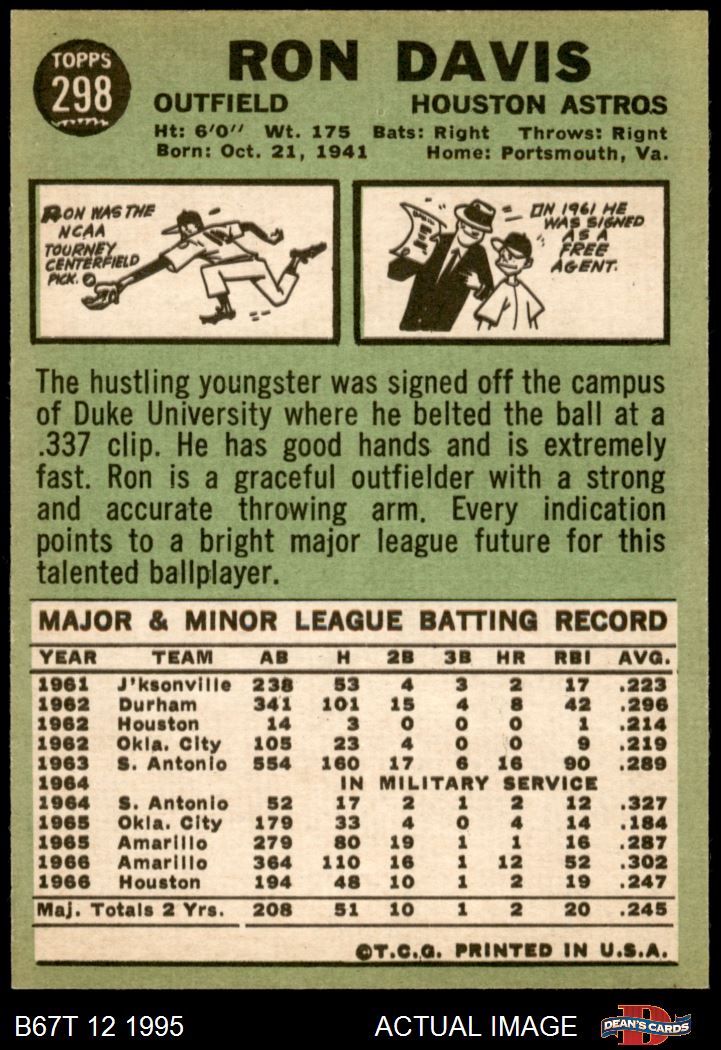 TOPPS
298
RON DAVIS
OUTFIELD HOUSTON ASTROS
Ht: 6'0" Wt. 175 Bats: Right Throws: Right
Born: Oct. 21, 1941 Home: Portsmouth, Va.
RON WAS THE
NCAA
TOURNEY
CENTERFIELD
PICK.
IN 1961 HE
WAS SIGNED
AS A
FREE
AGENT.
The hustling youngster was signed off the campus
of Duke University where he belted the ball at a
.337 clip. He has good hands and is extremely
fast. Ron is a graceful outfielder with a strong
and accurate throwing arm. Every indication
points to a bright major league future for this
talented ballplayer.
MAJOR & MINOR LEAGUE BATTING RECORD
YEAR TEAM AB H 2B 3B HR RBI AVG.
1961 J'ksonville 238 53 4 3 2 17 .223
1962 Durham 341 101 15 4 8 42 .296
1962 Houston 14 3 0 0 0 1 .214
1962 Okla. City 105 23 4 0 0 9 .219
1963 S. Antonio 554 160 17 6 16 90 .289
1964 IN MILITARY SERVICE
1964 S. Antonio 52 17 2 1 2 12 .327
1965 Okla. City 179 33 4 0 4 14 .184
1965 Amarillo 279 80 19 1 1 16 .287
1966 Amarillo 364 110 16 1 12 52 .302
1966 Houston 194 48 10 1 2 19 .247
Maj. Totals 2 Yrs. 208 51 10 1 2 20 .245
©T.C.G. PRINTED IN U.S.A.
B67T 12 1995 ACTUAL IMAGE D DEAN'S CARDS